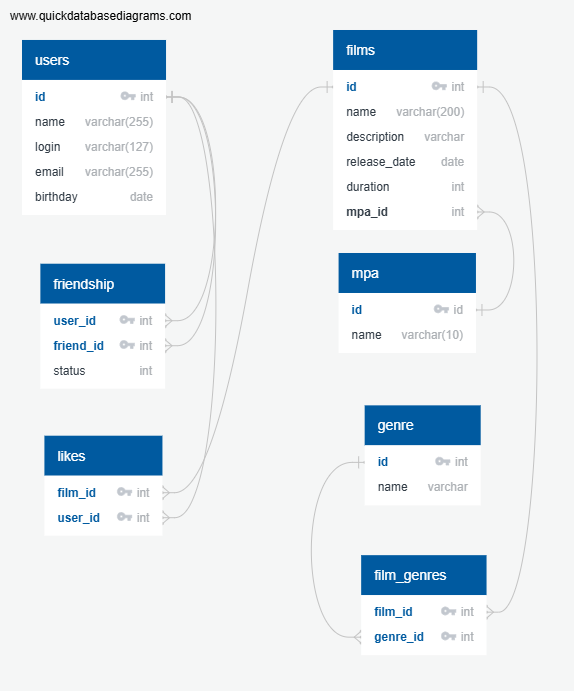 www.quickdatabasediagrams.com
users
id int
name varchar(255)
login varchar(127)
email varchar(255)
birthday date
friendship
user_id int
friend_id int
status int
likes
film_id int
user_id int
films
id int
name varchar(200)
description varchar
release_date date
duration int
mpa_id int
mpa
id id
name varchar(10)
genre
id int
name varchar
film_genres
film_id int
genre_id int